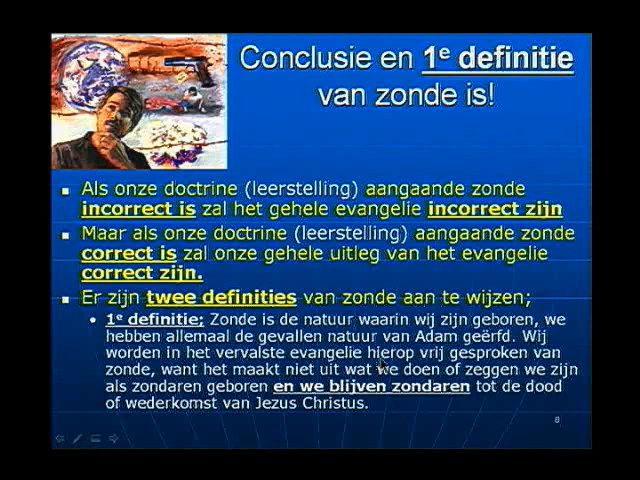 Conclusie en 1e definitie
van zonde is!
Als onze doctrine (leerstelling) aangaande zonde
incorrect is zal het gehele evangelie incorrect zijn
Maar als onze doctrine (leerstelling) aangaande zonde
correct is zal onze gehele uitleg van het evangelie
correct zijn.
Er zijn twee definities van zonde aan te wijzen;
1e definitie; Zonde is de natuur waarin wij zijn geboren, we
hebben allemaal de gevallen natuur van Adam geërfd. Wij
worden in het vervalste evangelie hierop vrij gesproken van
zonde, want het maakt niet uit wat we doen of zeggen we zijn
als zondaren geboren en we blijven zondaren tot de dood
of wederkomst van Jezus Christus.
8